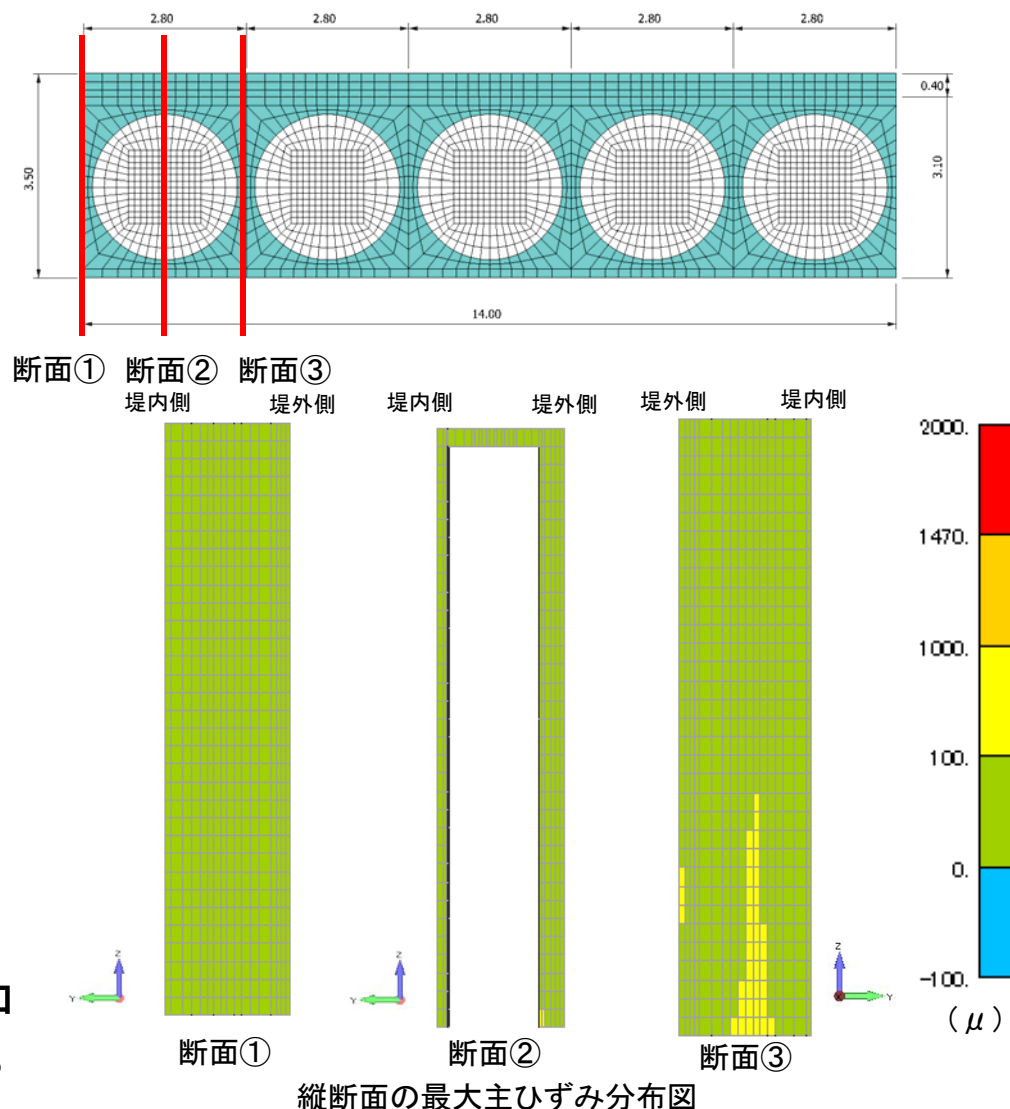 2.80 2.80 2.80 2.80 2.80
0.40
3.50
3.10
14.00
断面① 断面② 断面③
堤内側 堤外側 堤内側 堤外側 堤外側 堤内側
2000.
1470.
1000.
100.
0.
-100.
(μ)
Z Y
Z Y
Z Y
断面① 断面② 断面③
縦断面の最大主ひずみ分布図